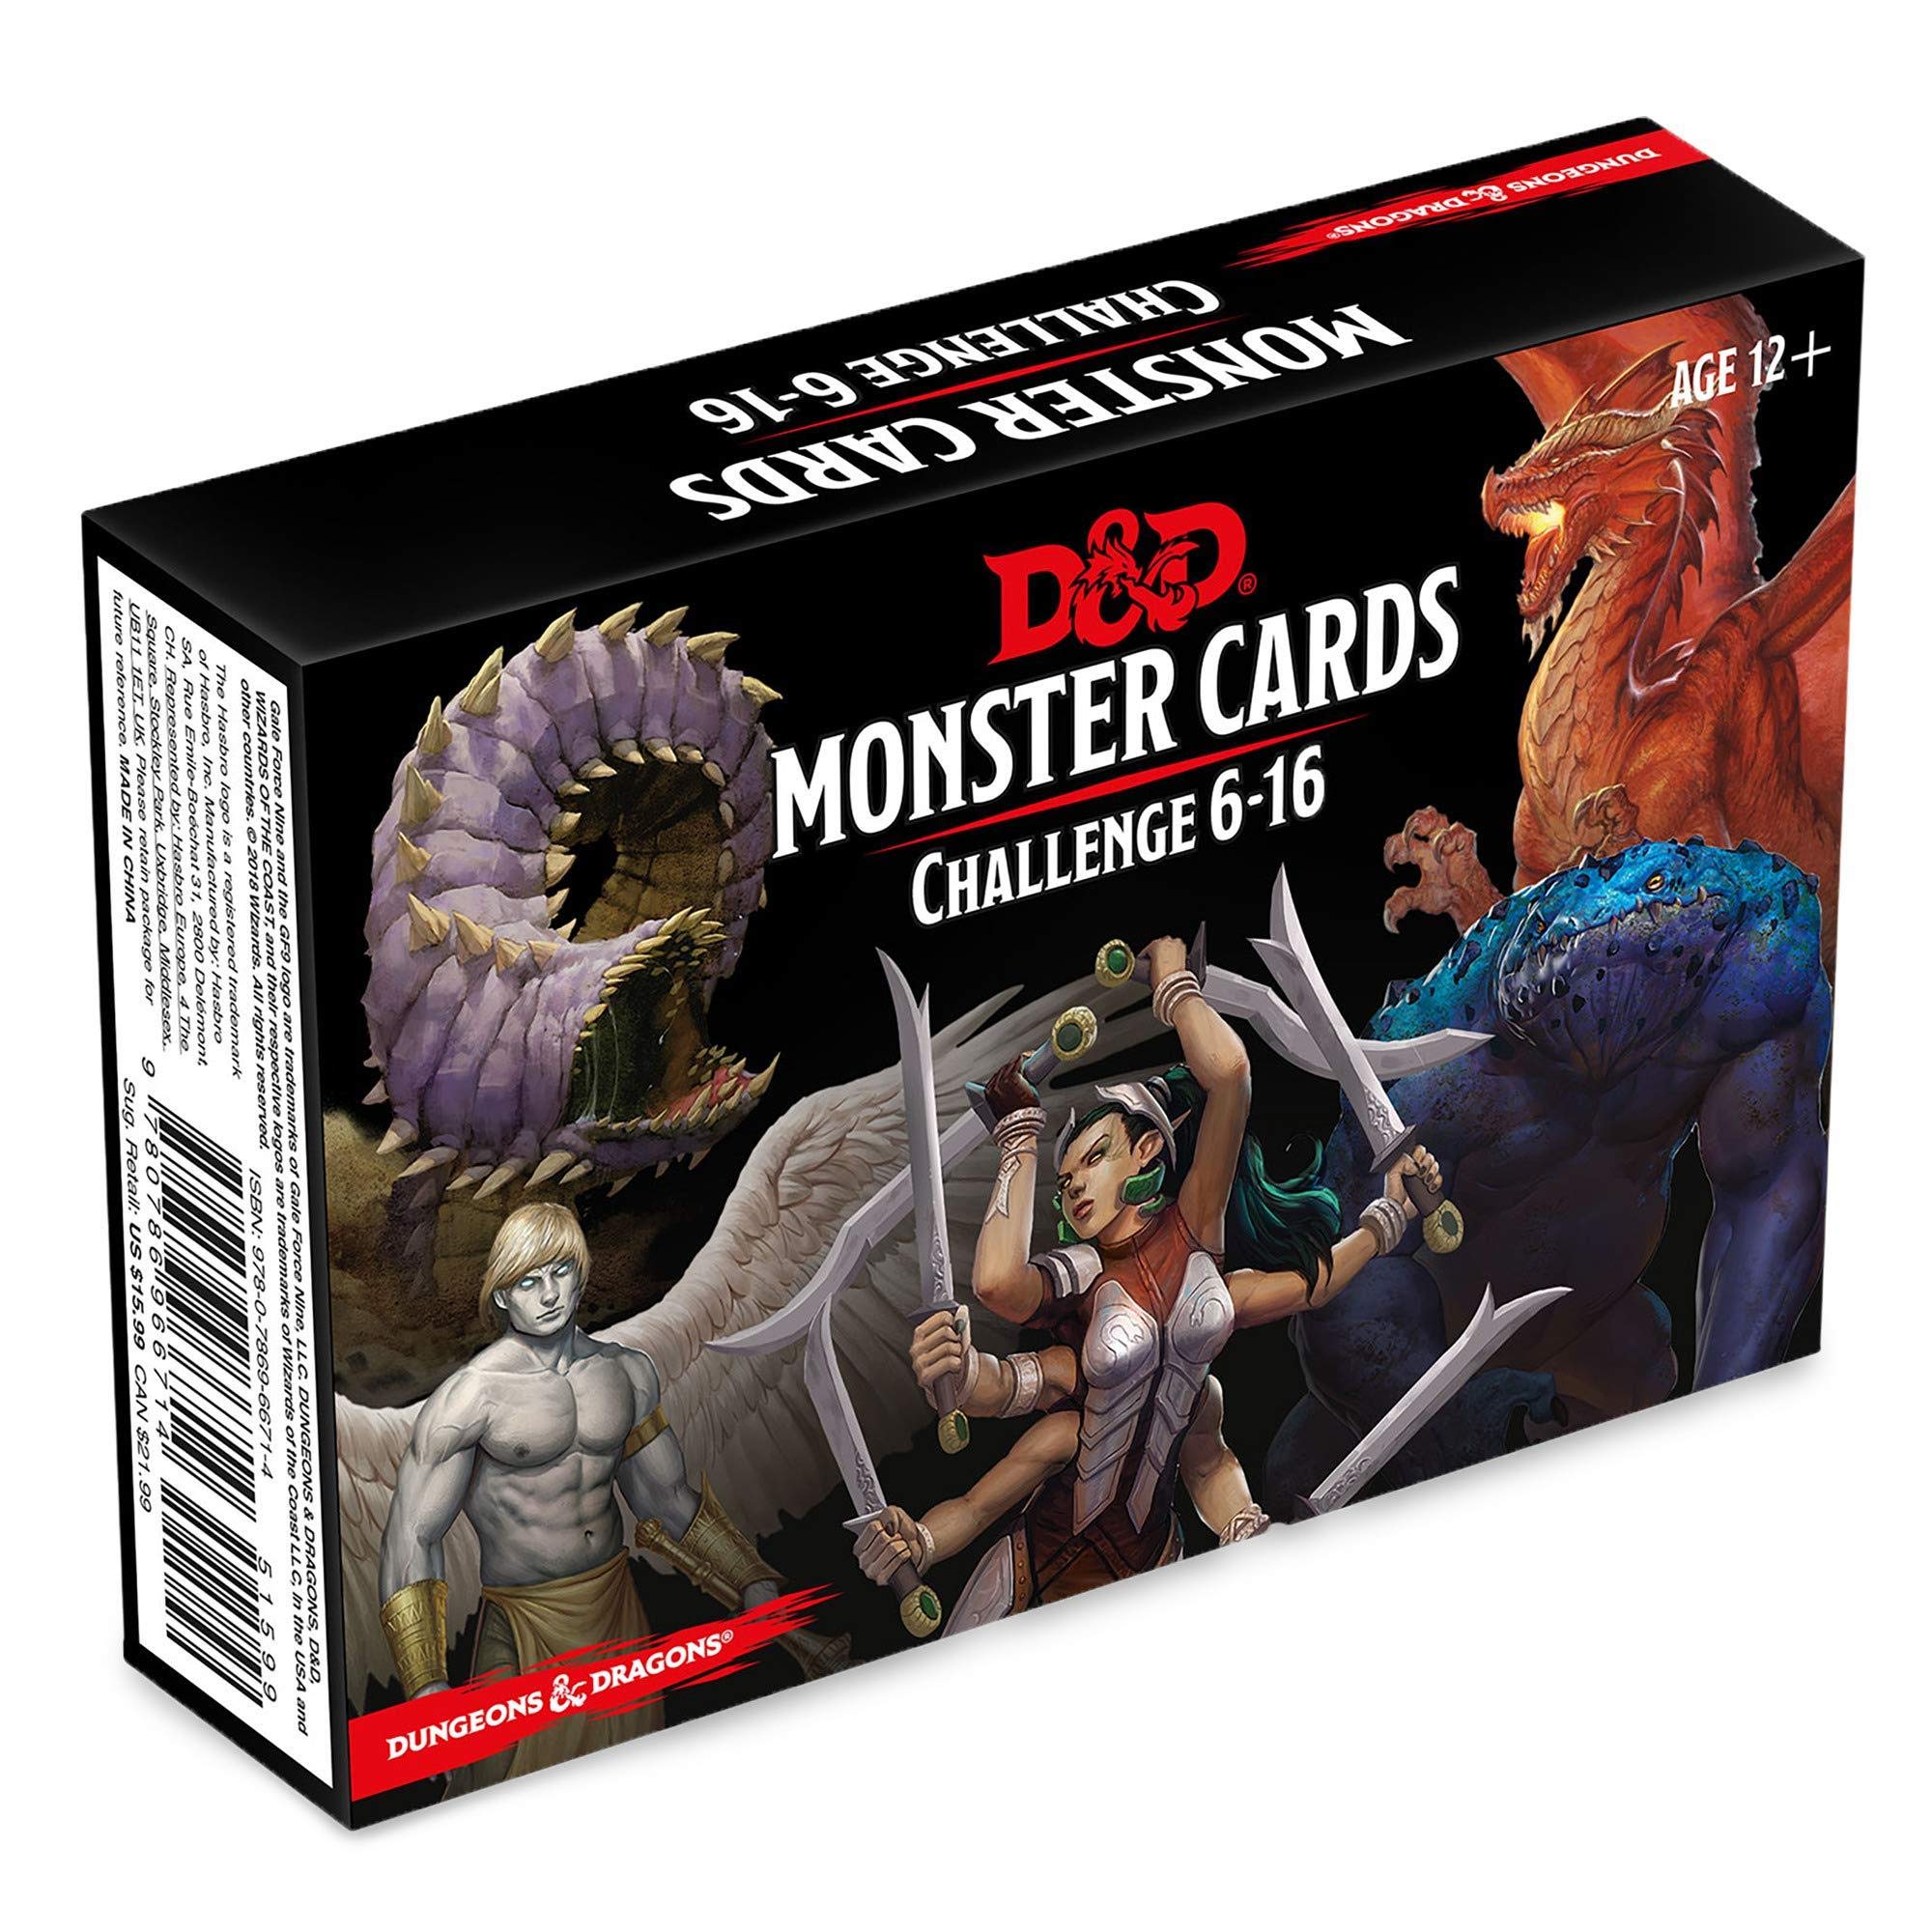 DUNGEONS & DRAGONS®
MONSTER CARDS
CHALLENGE 6-16
AGE 12+
D&D®
MONSTER CARDS
CHALLENGE 6-16
DUNGEONS & DRAGONS®
Gale Force Nine and the GF9 logo are trademarks of Gale Force Nine, LLC. DUNGEONS & DRAGONS, D&D,
WIZARDS OF THE COAST, and their respective logos are trademarks of Wizards of the Coast LLC, in the USA and
other countries. © 2018 Wizards. All rights reserved.
The Hasbro logo is a registered trademark
of Hasbro, Inc. Manufactured by: Hasbro
SA, Rue Emile-Boéchat 31, 2800 Delémont,
CH. Represented by: Hasbro Europe, 4 The
Square, Stockley Park, Uxbridge, Middlesex,
UB11 1ET. UK. Please retain package for
future reference. MADE IN CHINA
ISBN: 978-0-7869-6671-4
9 780786 966714
51599
Sug. Retail: US $15.99 CAN $21.99